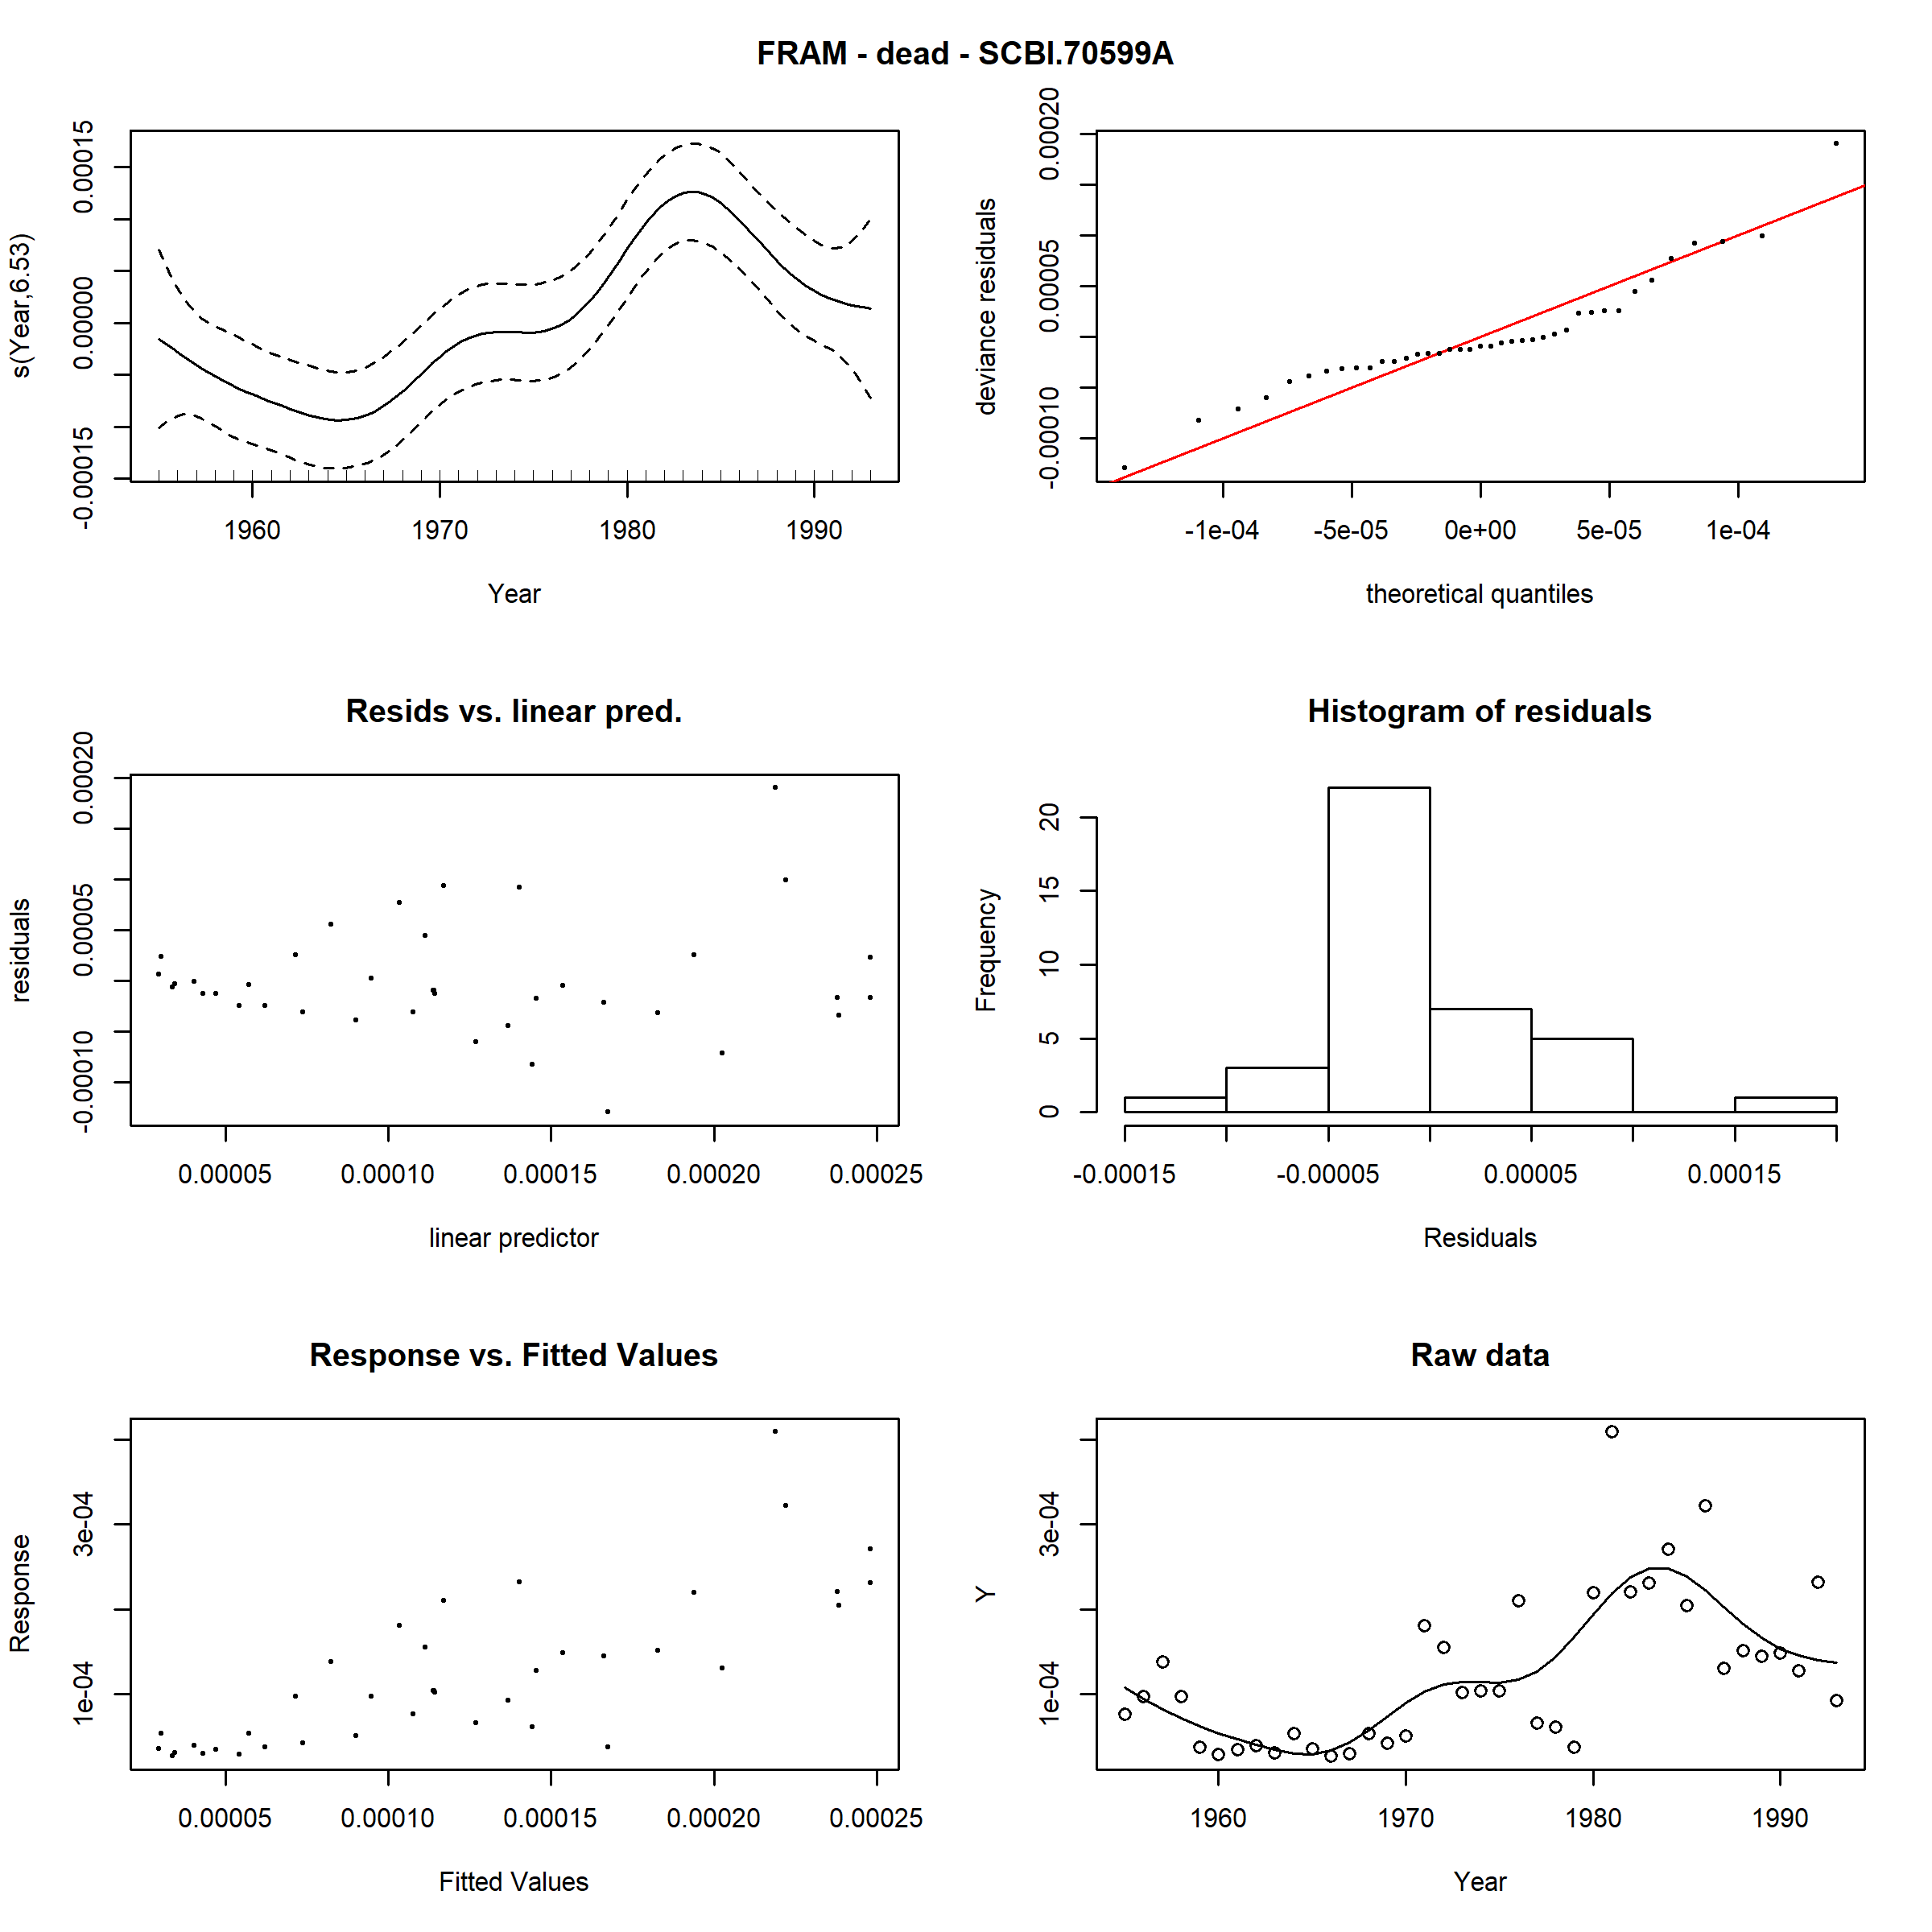 FRAM - dead - SCBI.70599A
s(Year,6.53)
-0.00015 0.00000 0.00015
1960 1970 1980 1990
Year
deviance residuals
-0.00010 0.00005 0.00020
-1e-04 -5e-05 0e+00 5e-05 1e-04
theoretical quantiles
Resids vs. linear pred.
residuals
-0.00010 0.00005 0.00020
0.00005 0.00010 0.00015 0.00020 0.00025
linear predictor
Histogram of residuals
Frequency
0 5 10 15 20
-0.00015 -0.00005 0.00005 0.00015
Residuals
Response vs. Fitted Values
Response
1e-04 3e-04
0.00005 0.00010 0.00015 0.00020 0.00025
Fitted Values
Raw data
Y
1e-04 3e-04
1960 1970 1980 1990
Year